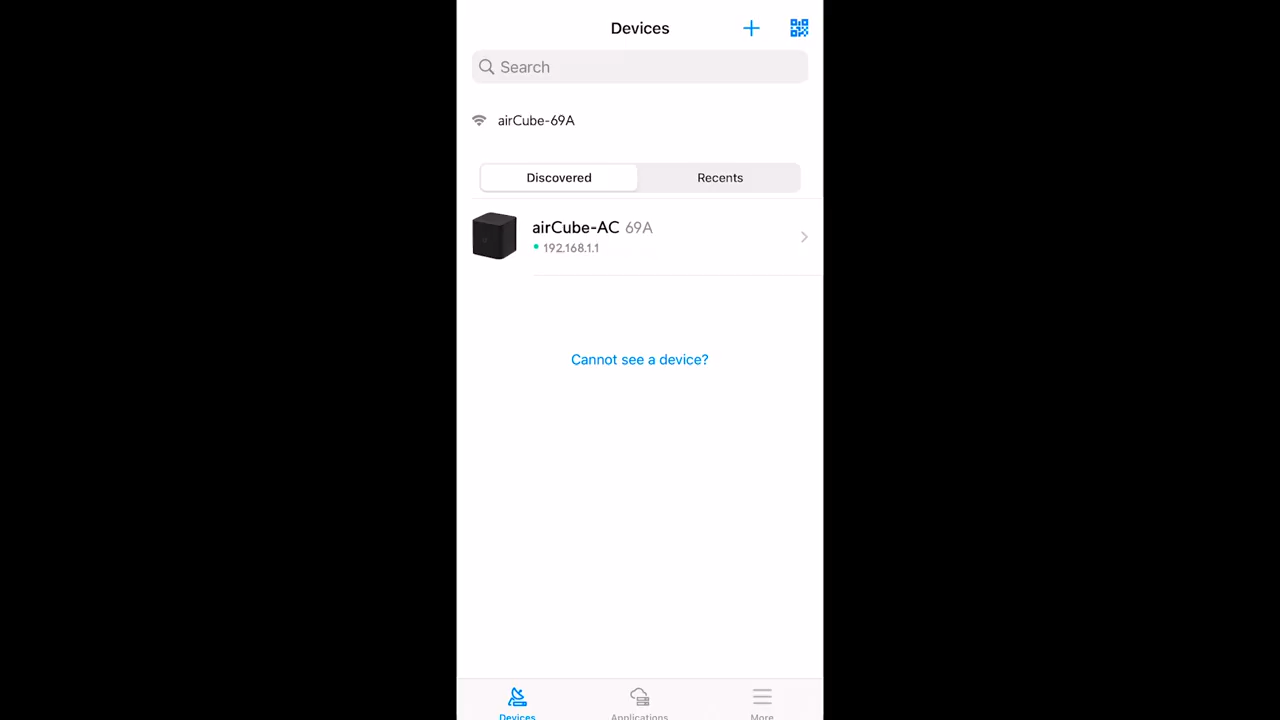 Devices
Search
airCube-69A
Discovered
Recents
airCube-AC 69A
192.168.1.1
Cannot see a device?
Devices
Applications
More